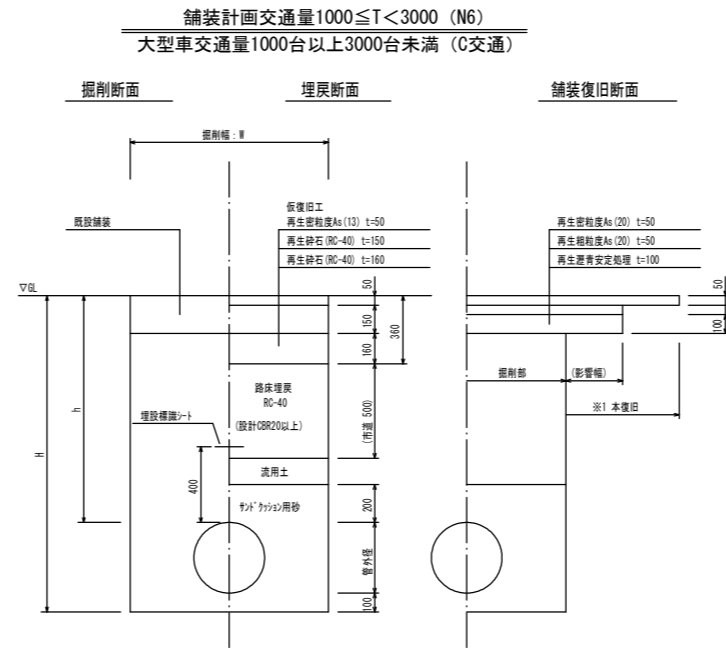 舗装計画交通量1000≦T＜3000（N6）
大型車交通量1000台以上3000台未満（C交通）
掘削断面
埋戻断面
舗装復旧断面
掘削幅：W
既設舗装
仮復旧工
再生密粒度As(13) t=50
再生砕石(RC-40) t=150
再生砕石(RC-40) t=160
再生密粒度As(20) t=50
再生粗粒度As(20) t=50
再生瀝青安定処理 t=100
▽GL
50
150
160
360
50
100
路床埋戻
RC-40
(設計CBR20以上)
(市道 500)
埋設標識ｼｰﾄ
400
流用土
ｻﾝﾄﾞｸｯｼｮﾝ用砂
200
管外径
100
h
H
掘削部
(影響幅)
※1 本復旧